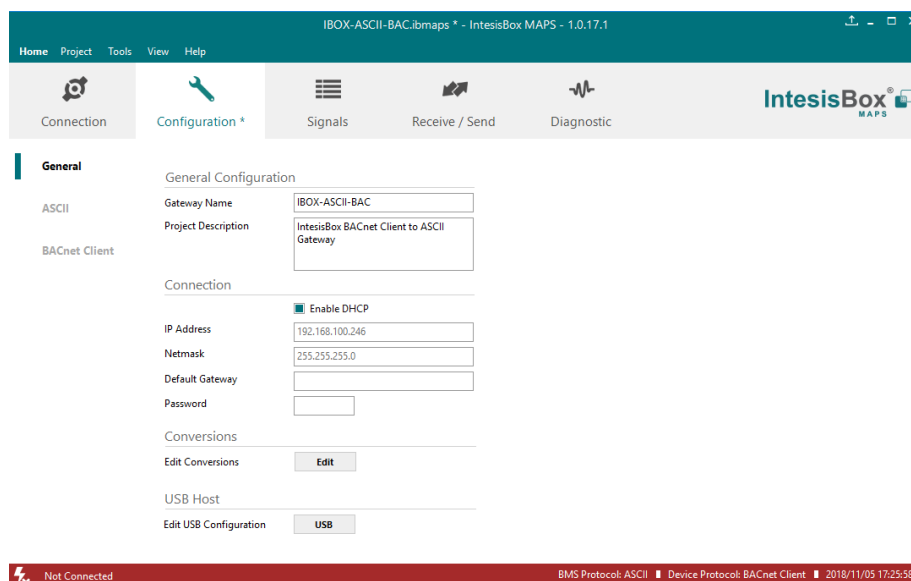 IBOX-ASCII-BAC.ibmaps * - IntesisBox MAPS - 1.0.17.1
Home Project Tools View Help
Connection
Configuration *
Signals
Receive / Send
Diagnostic
IntesisBox®
MAPS
General
ASCII
BACnet Client
General Configuration
Gateway Name IBOX-ASCII-BAC
Project Description IntesisBox BACnet Client to ASCII
Gateway
Connection
Enable DHCP
IP Address 192.168.100.246
Netmask 255.255.255.0
Default Gateway
Password
Conversions
Edit Conversions Edit
USB Host
Edit USB Configuration USB
Not Connected BMS Protocol: ASCII Device Protocol: BACnet Client 2018/11/05 17:25:58